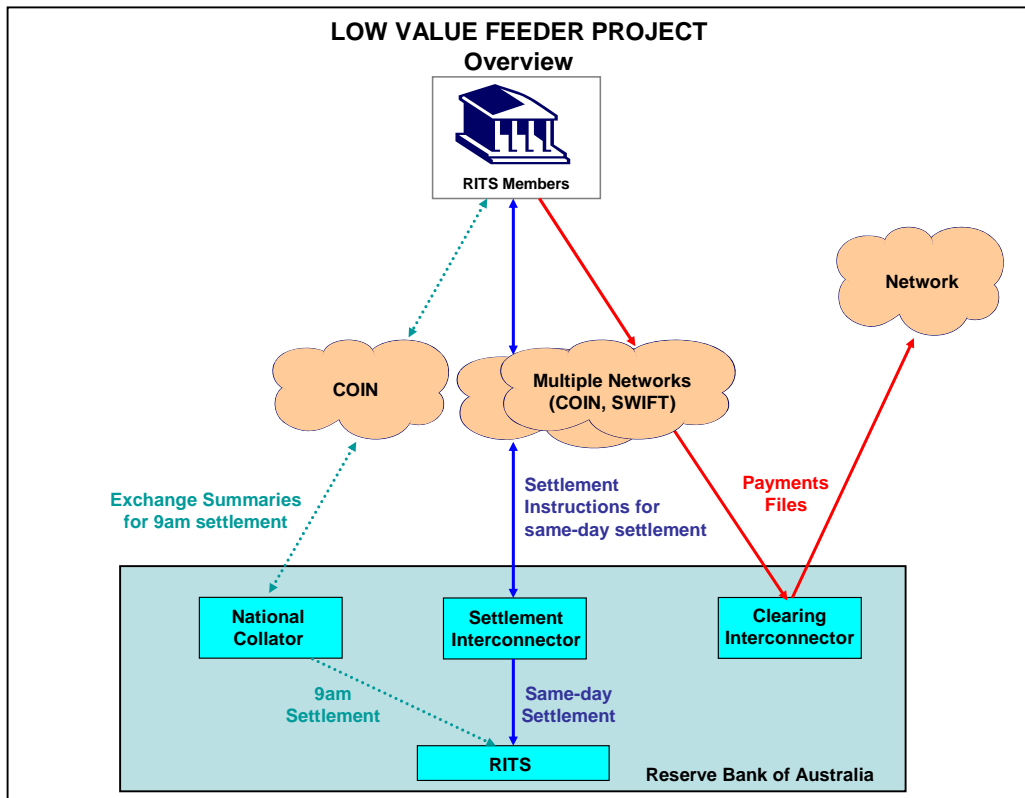 LOW VALUE FEEDER PROJECT
Overview
RITS Members
Network
COIN
Multiple Networks
(COIN, SWIFT)
Exchange Summaries
for 9am settlement
Settlement
Instructions for
same-day settlement
Payments
Files
National
Collator
Settlement
Interconnector
Clearing
Interconnector
9am
Settlement
Same-day
Settlement
RITS
Reserve Bank of Australia